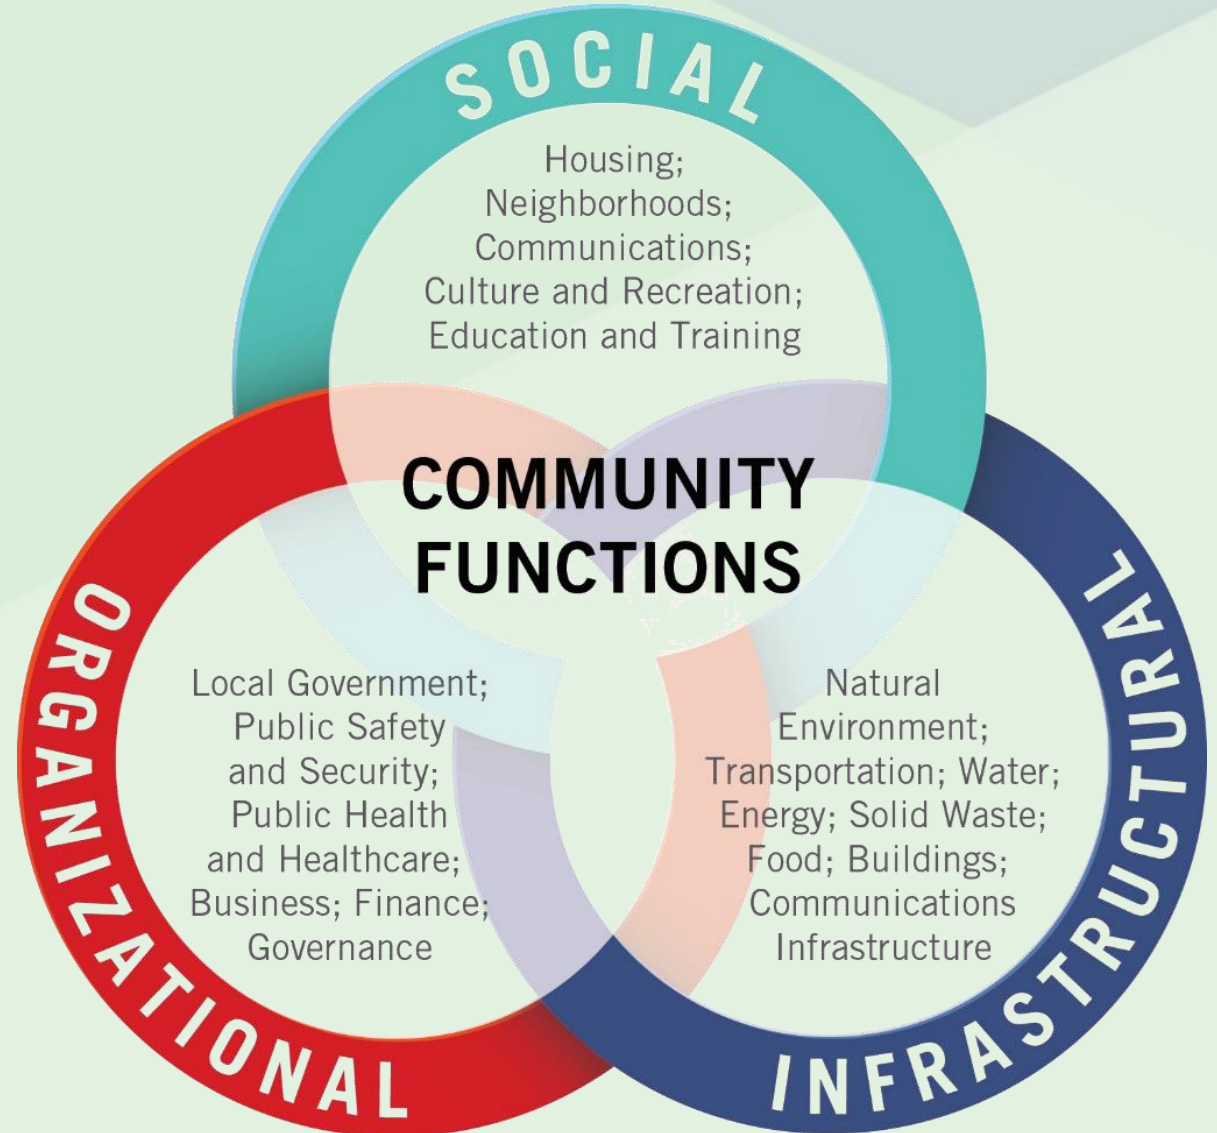 SOCIAL
Housing;
Neighborhoods;
Communications;
Culture and Recreation;
Education and Training
COMMUNITY
FUNCTIONS
ORGANIZATIONAL
Local Government;
Public Safety
and Security;
Public Health
and Healthcare;
Business; Finance;
Governance
INFRASTRUCTURAL
Natural
Environment;
Transportation; Water;
Energy; Solid Waste;
Food; Buildings;
Communications
Infrastructure